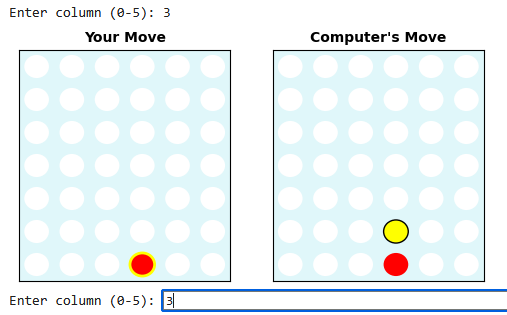 Enter column (0-5): 3
Your Move
Computer's Move
Enter column (0-5): 3